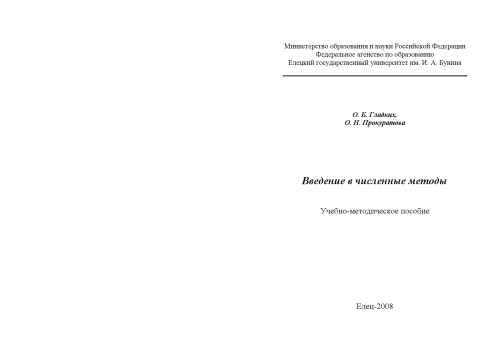 Министерство образования и науки Российской Федерации
Федеральное агенство по образованию
Елецкий государственный университет им. И. А. Бунина
О. Б. Гладких,
О. Н. Прокуратова
Введение в численные методы
Учебно-методическое пособие
Елец-2008